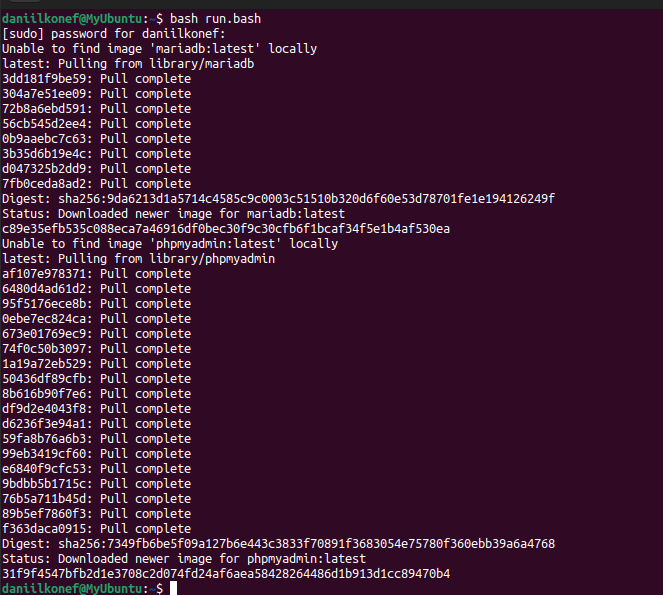 daniilkonef@MyUbuntu:~$ bash run.bash
[sudo] password for daniilkonef:
Unable to find image 'mariadb:latest' locally
latest: Pulling from library/mariadb
3dd181f9be59: Pull complete
304a7e51ee09: Pull complete
72b8a6ebd591: Pull complete
56cb545d2ee4: Pull complete
0b9aaebc7c63: Pull complete
3b35d6b19e4c: Pull complete
d047325b2dd9: Pull complete
7fb0ceda8ad2: Pull complete
Digest: sha256:9da6213d1a5714c4585c9c0003c51510b320d6f60e53d78701fe1e194126249f
Status: Downloaded newer image for mariadb:latest
c89e35efb535c088eca7a46916df0bec30f9c30cfb6f1bcaf34f5e1b4af530ea
Unable to find image 'phpmyadmin:latest' locally
latest: Pulling from library/phpmyadmin
af107e978371: Pull complete
6480d4ad61d2: Pull complete
95f5176ece8b: Pull complete
0ebe7ec824ca: Pull complete
673e01769ec9: Pull complete
74f0c50b3097: Pull complete
1a19a72eb529: Pull complete
50436df89cfb: Pull complete
8b616b90f7e6: Pull complete
df9d2e4043f8: Pull complete
d6236f3e94a1: Pull complete
59fa8b76a6b3: Pull complete
99eb3419cf60: Pull complete
e6840f9cfc53: Pull complete
9bdbb5b1715c: Pull complete
76b5a711b45d: Pull complete
89b5ef7860f3: Pull complete
f363daca0915: Pull complete
Digest: sha256:7349fb6be5f09a127b6e443c3833f70891f3683054e75780f360ebb39a6a4768
Status: Downloaded newer image for phpmyadmin:latest
31f9f4547bfb2d1e3708c2d074fd24af6aea58428264486d1b913d1cc89470b4
daniilkonef@MyUbuntu:~$